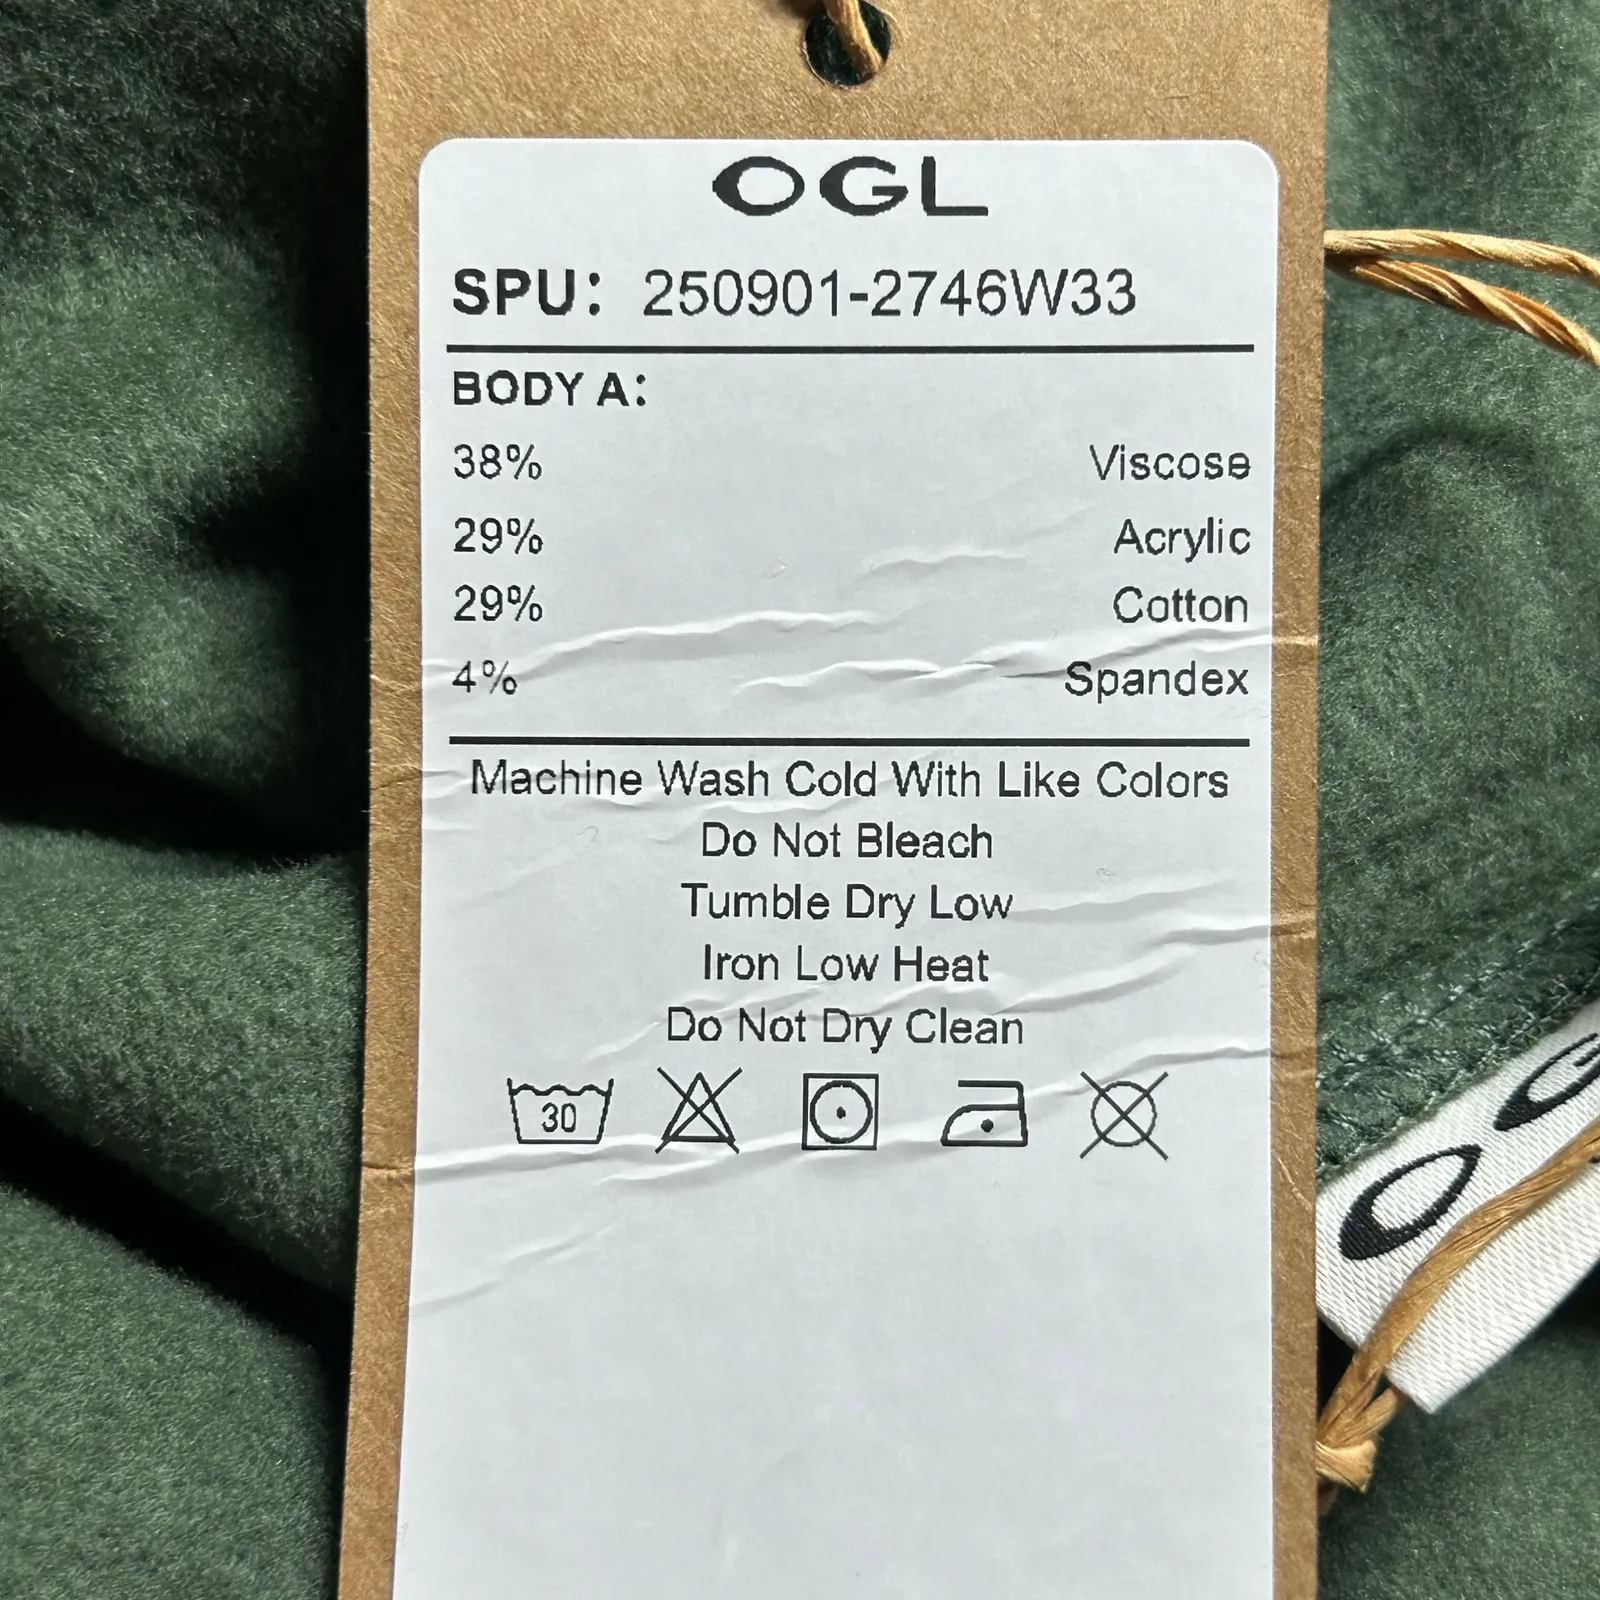 OGL
SPU: 250901-2746W33
BODY A:
38% Viscose
29% Acrylic
29% Cotton
4% Spandex
Machine Wash Cold With Like Colors
Do Not Bleach
Tumble Dry Low
Iron Low Heat
Do Not Dry Clean
30
OG